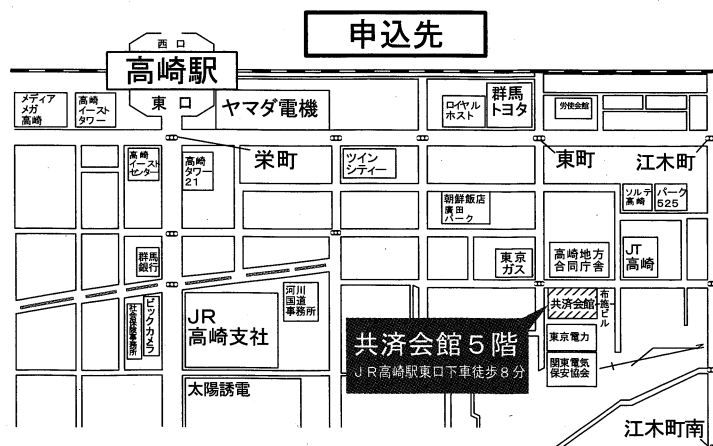 申込先
西口
高崎駅
東口
メディア
メガ
高崎
高崎
イースト
タワー
ヤマダ電機
ロイヤル
ホスト
群馬
トヨタ
労使会館
栄町
東町
江木町
高崎
イースト
センター
高崎
タワー
21
ツイン
シティー
朝鮮飯店
廣田
パーク
ソルテ
高崎
パーク
525
群馬
銀行
東京
ガス
高崎地方
合同庁舎
JT
高崎
河川
国道
事務所
共済会館
布施ビル
社会保険事務所
ビックカメラ
JR
高崎支社
共済会館5階
JR高崎駅東口下車徒歩8分
東京電力
関東電気
保安協会
太陽誘電
江木町南